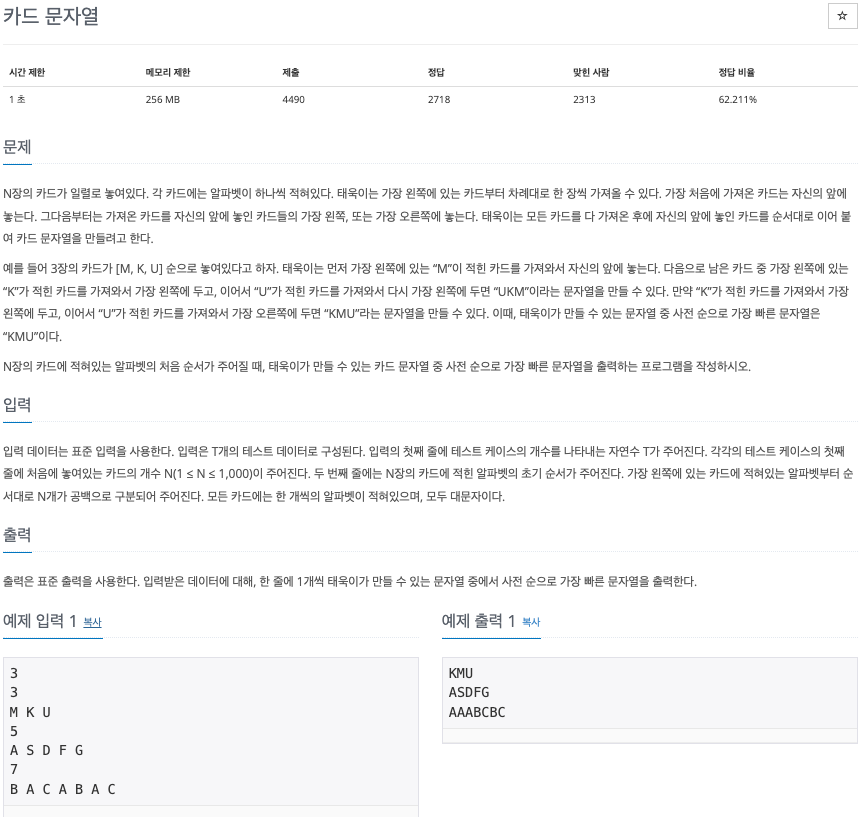 카드 문자열
☆
시간 제한 메모리 제한 제출 정답 맞힌 사람 정답 비율
1 초 256 MB 4490 2718 2313 62.211%
문제
N장의 카드가 일렬로 놓여있다. 각 카드에는 알파벳이 하나씩 적혀있다. 태욱이는 가장 왼쪽에 있는 카드부터 차례대로 한 장씩 가져올 수 있다. 가장 처음에 가져온 카드는 자신의 앞에
놓는다. 그다음부터는 가져온 카드를 자신의 앞에 놓인 카드들의 가장 왼쪽, 또는 가장 오른쪽에 놓는다. 태욱이는 모든 카드를 다 가져온 후에 자신의 앞에 놓인 카드를 순서대로 이어 붙
여 카드 문자열을 만들려고 한다.
예를 들어 3장의 카드가 [M, K, U] 순으로 놓여있다고 하자. 태욱이는 먼저 가장 왼쪽에 있는 “M”이 적힌 카드를 가져와서 자신의 앞에 놓는다. 다음으로 남은 카드 중 가장 왼쪽에 있는
“K”가 적힌 카드를 가져와서 가장 왼쪽에 두고, 이어서 “U”가 적힌 카드를 가져와서 다시 가장 왼쪽에 두면 “UKM”이라는 문자열을 만들 수 있다. 만약 “K”가 적힌 카드를 가져와서 가장
왼쪽에 두고, 이어서 “U”가 적힌 카드를 가져와서 가장 오른쪽에 두면 “KMU”라는 문자열을 만들 수 있다. 이때, 태욱이가 만들 수 있는 문자열 중 사전 순으로 가장 빠른 문자열은
“KMU”이다.
N장의 카드에 적혀있는 알파벳의 처음 순서가 주어질 때, 태욱이가 만들 수 있는 카드 문자열 중 사전 순으로 가장 빠른 문자열을 출력하는 프로그램을 작성하시오.
입력
입력 데이터는 표준 입력을 사용한다. 입력은 T개의 테스트 데이터로 구성된다. 입력의 첫째 줄에 테스트 케이스의 개수를 나타내는 자연수 T가 주어진다. 각각의 테스트 케이스의 첫째
줄에 처음에 놓여있는 카드의 개수 N(1 ≤ N ≤ 1,000)이 주어진다. 두 번째 줄에는 N장의 카드에 적힌 알파벳의 초기 순서가 주어진다. 가장 왼쪽에 있는 카드에 적혀있는 알파벳부터 순
서대로 N개가 공백으로 구분되어 주어진다. 모든 카드에는 한 개씩의 알파벳이 적혀있으며, 모두 대문자이다.
출력
출력은 표준 출력을 사용한다. 입력받은 데이터에 대해, 한 줄에 1개씩 태욱이가 만들 수 있는 문자열 중에서 사전 순으로 가장 빠른 문자열을 출력한다.
예제 입력 1 복사
3
3
M K U
5
A S D F G
7
B A C A B A C
예제 출력 1 복사
KMU
ASDFG
AAABCBC